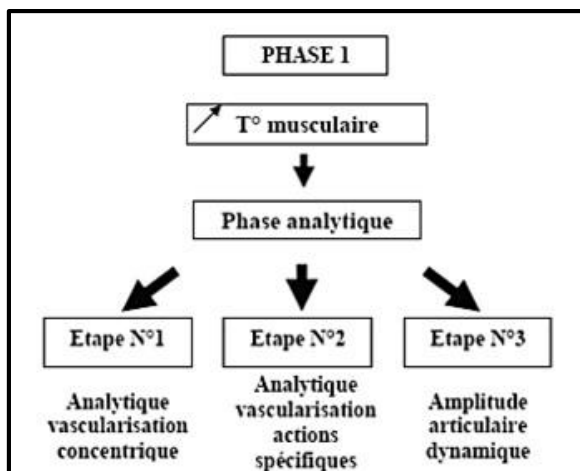 PHASE 1
T° musculaire
Phase analytique
Etape N°1
Etape N°2
Etape N°3
Analytique
vascularisation
concentrique
Analytique
vascularisation
actions
spécifiques
Amplitude
articulaire
dynamique